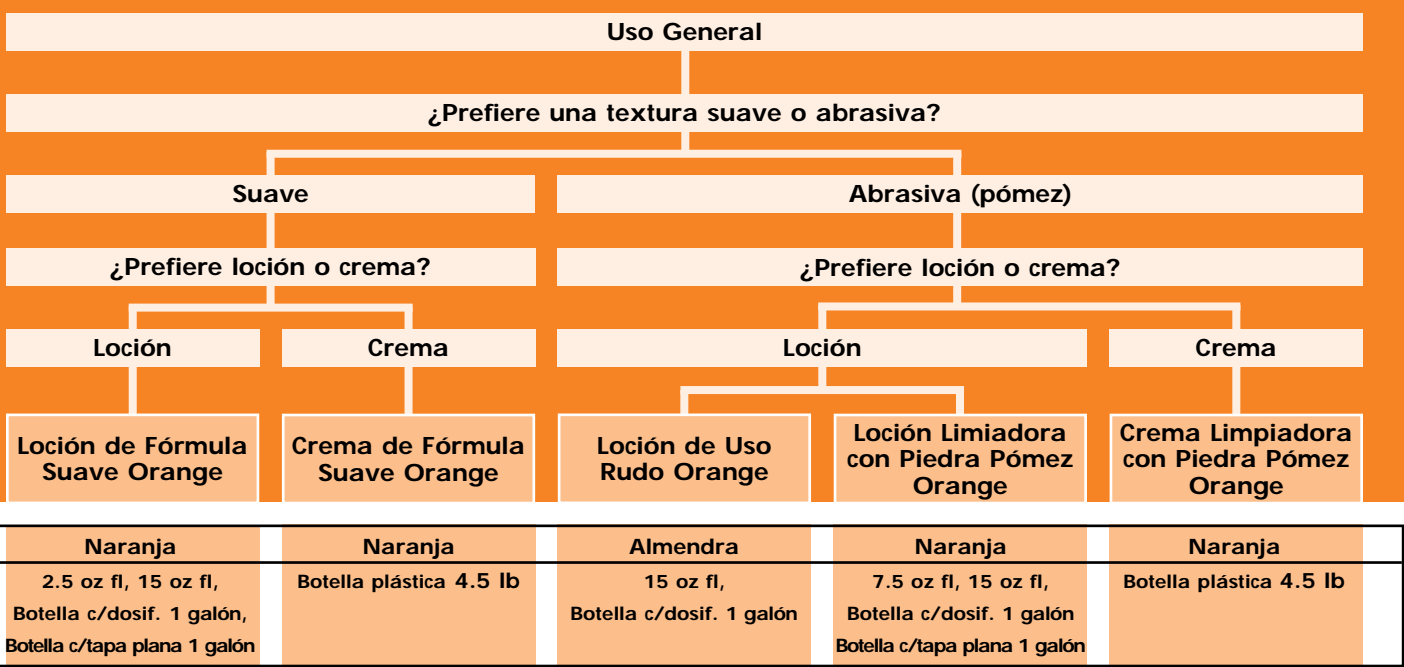 Uso General
¿Prefiere una textura suave o abrasiva?
Suave
Abrasiva (pómez)
¿Prefiere loción o crema?
¿Prefiere loción o crema?
Loción
Crema
Loción
Crema
Loción de Fórmula
Suave Orange
Crema de Fórmula
Suave Orange
Loción de Uso
Rudo Orange
Loción Limiadora
con Piedra Pómez
Orange
Crema Limpiadora
con Piedra Pómez
Orange
Naranja
Naranja
Almendra
Naranja
Naranja
2.5 oz fl, 15 oz fl,
Botella c/dosif. 1 galón,
Botella c/tapa plana 1 galón
Botella plástica 4.5 lb
15 oz fl,
Botella c/dosif. 1 galón
7.5 oz fl, 15 oz fl,
Botella c/dosif. 1 galón
Botella c/tapa plana 1 galón
Botella plástica 4.5 lb